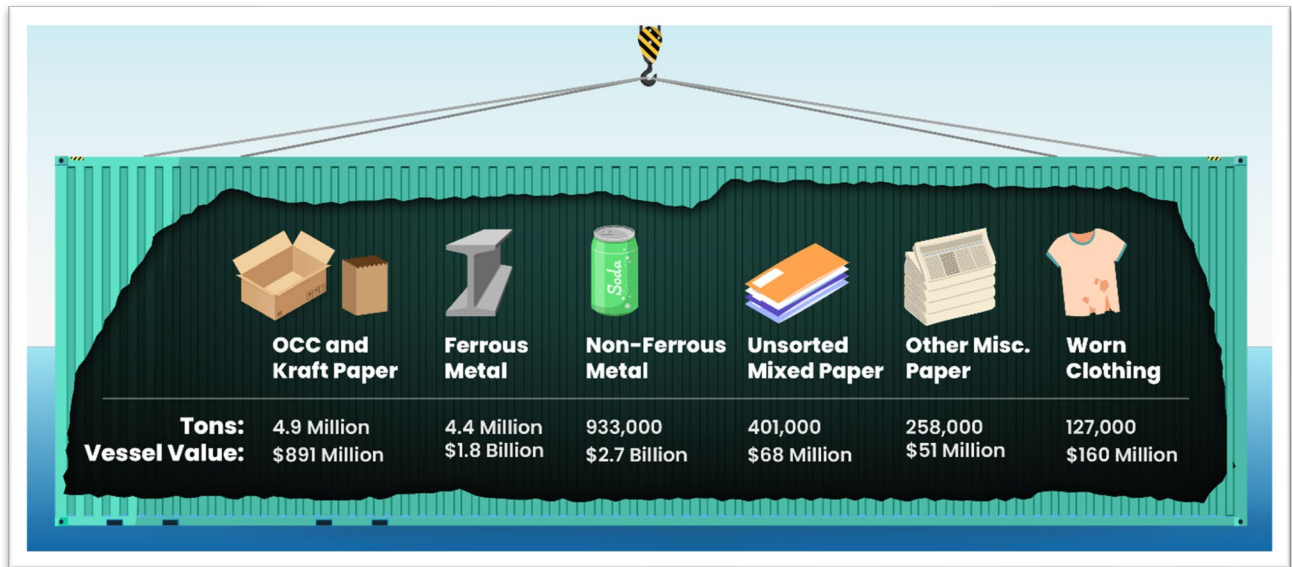 Soda
OCC and
Kraft Paper
Ferrous
Metal
Non-Ferrous
Metal
Unsorted
Mixed Paper
Other Misc.
Paper
Worn
Clothing
Tons: 4.9 Million 4.4 Million 933,000 401,000 258,000 127,000
Vessel Value: $891 Million $1.8 Billion $2.7 Billion $68 Million $51 Million $160 Million